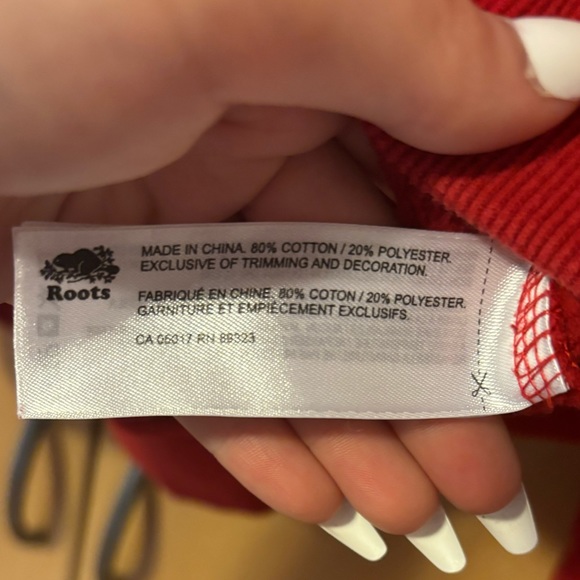 Roots
MADE IN CHINA. 80% COTTON / 20% POLYESTER.
EXCLUSIVE OF TRIMMING AND DECORATION.
FABRIQUÉ EN CHINE. 80% COTON / 20% POLYESTER.
GARNITURE ET EMPIÈCEMENT EXCLUSIFS.
CA 06017 RN 89323